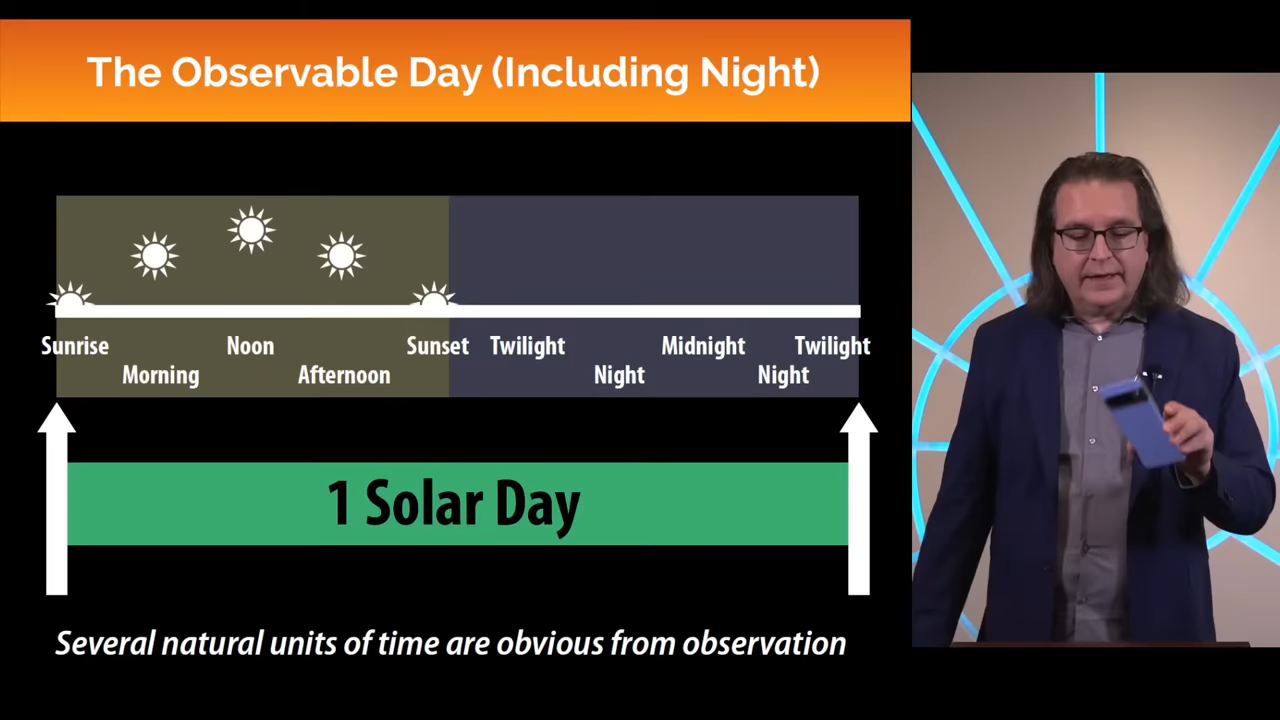 The Observable Day (Including Night)
Sunrise Noon Sunset Twilight Midnight Twilight
Morning Afternoon Night Night
1 Solar Day
Several natural units of time are obvious from observation